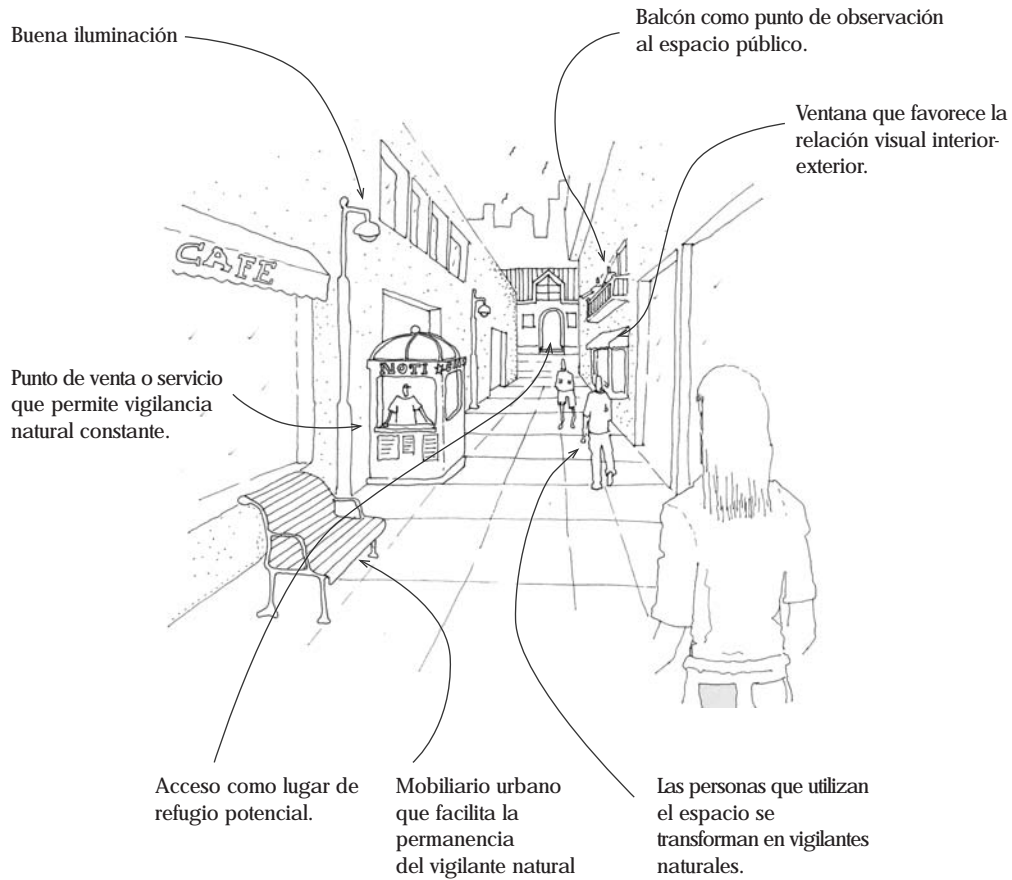 Buena iluminación
Balcón como punto de observación
al espacio público.
Ventana que favorece la
relación visual interior-
exterior.
CAFE
NOTI
Punto de venta o servicio
que permite vigilancia
natural constante.
Acceso como lugar de
refugio potencial.
Mobiliario urbano
que facilita la
permanencia
del vigilante natural
Las personas que utilizan
el espacio se
transforman en vigilantes
naturales.